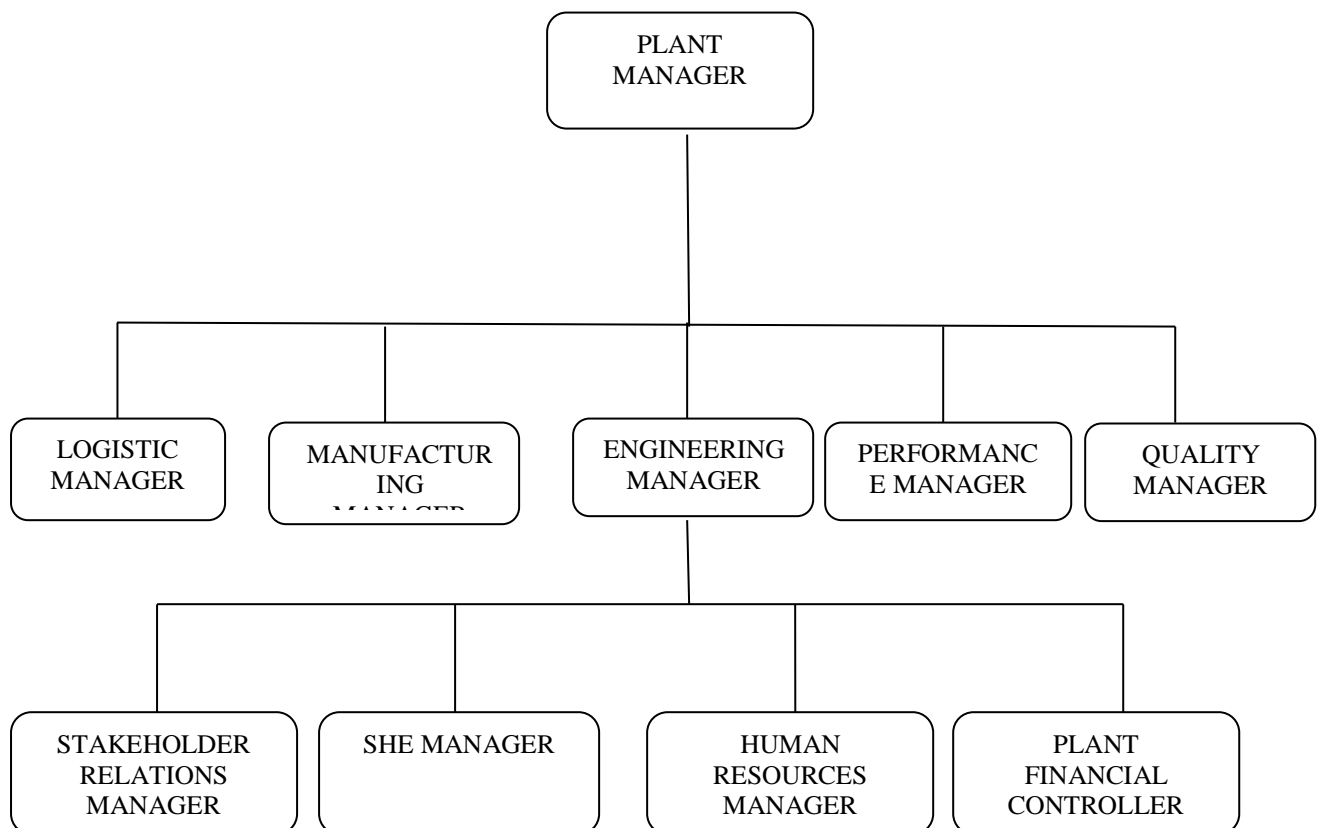 PLANT
MANAGER
LOGISTIC
MANAGER
MANUFACTUR
ING
MANAGER
ENGINEERING
MANAGER
PERFORMANC
E MANAGER
QUALITY
MANAGER
STAKEHOLDER
RELATIONS
MANAGER
SHE MANAGER
HUMAN
RESOURCES
MANAGER
PLANT
FINANCIAL
CONTROLLER